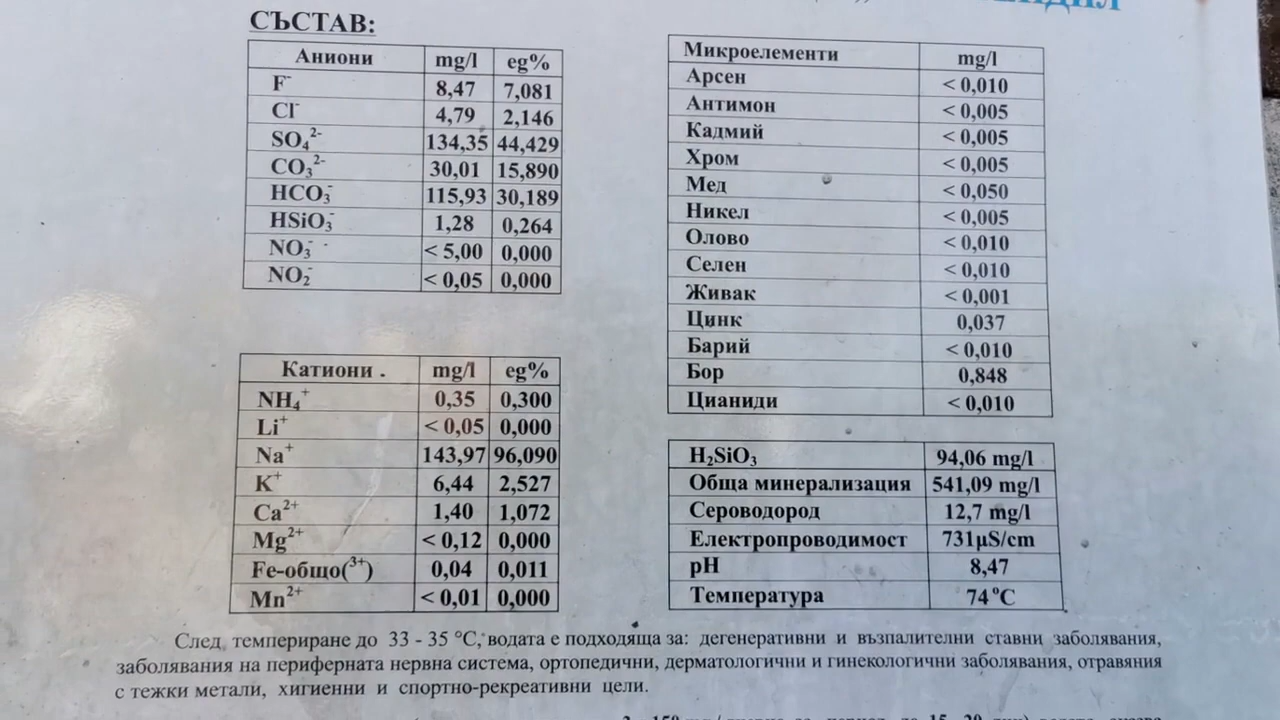 СЪСТАВ:
Аниони mg/l eg%
F⁻ 8,47 7,081
Cl⁻ 4,79 2,146
SO₄²⁻ 134,35 44,429
CO₃²⁻ 30,01 15,890
HCO₃⁻ 115,93 30,189
HSiO₃⁻ 1,28 0,264
NO₃⁻ < 5,00 0,000
NO₂⁻ < 0,05 0,000
Катиони mg/l eg%
NH₄⁺ 0,35 0,300
Li⁺ < 0,05 0,000
Na⁺ 143,97 96,090
K⁺ 6,44 2,527
Ca²⁺ 1,40 1,072
Mg²⁺ < 0,12 0,000
Fe-общо(³⁺) 0,04 0,011
Mn²⁺ < 0,01 0,000
Микроелементи mg/l
Арсен < 0,010
Антимон < 0,005
Кадмий < 0,005
Хром < 0,005
Мед < 0,050
Никел < 0,005
Олово < 0,010
Селен < 0,010
Живак < 0,001
Цинк 0,037
Барий < 0,010
Бор 0,848
Цианиди < 0,010
H₂SiO₃ 94,06 mg/l
Обща минерализация 541,09 mg/l
Сероводород 12,7 mg/l
Електропроводимост 731µS/cm
pH 8,47
Температура 74 °C
След темпериране до 33 - 35 °C, водата е подходяща за: дегенеративни и възпалителни ставни заболявания,
заболявания на периферната нервна система, ортопедични, дерматологични и гинекологични заболявания, отравяния
с тежки метали, хигиенни и спортно-рекреативни цели.